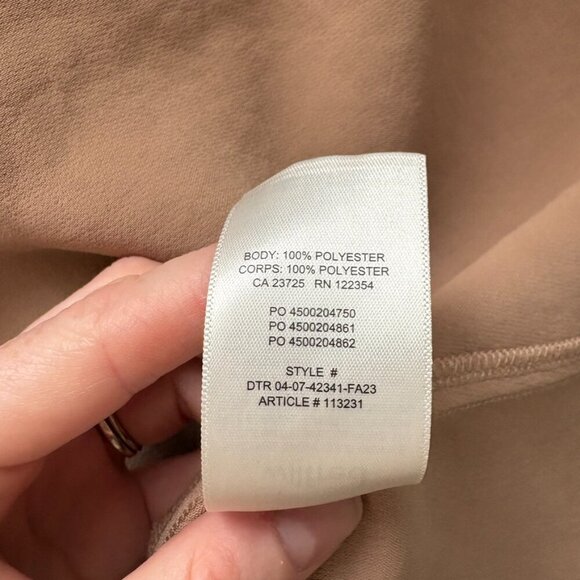 BODY: 100% POLYESTER
CORPS: 100% POLYESTER
CA 23725 RN 122354
PO 4500204750
PO 4500204861
PO 4500204862
STYLE #
DTR 04-07-42341-FA23
ARTICLE # 113231